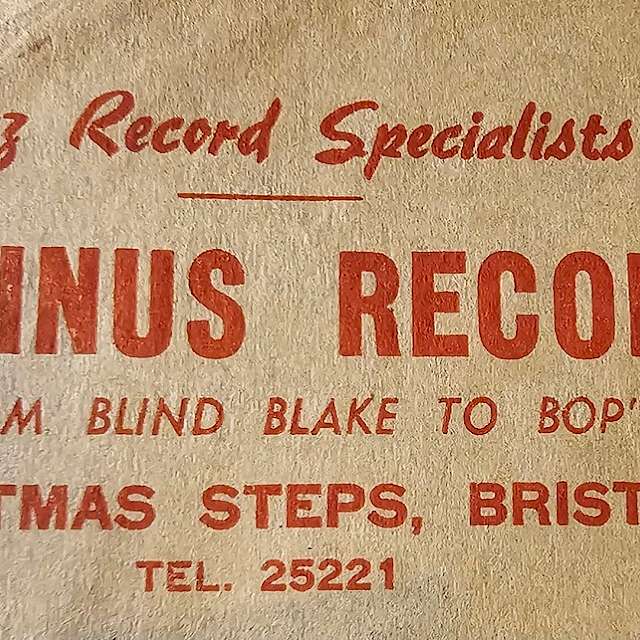 z Record Specialists
INUS RECO
M BLIND BLAKE TO BOP'
TMAS STEPS, BRIST
TEL. 25221